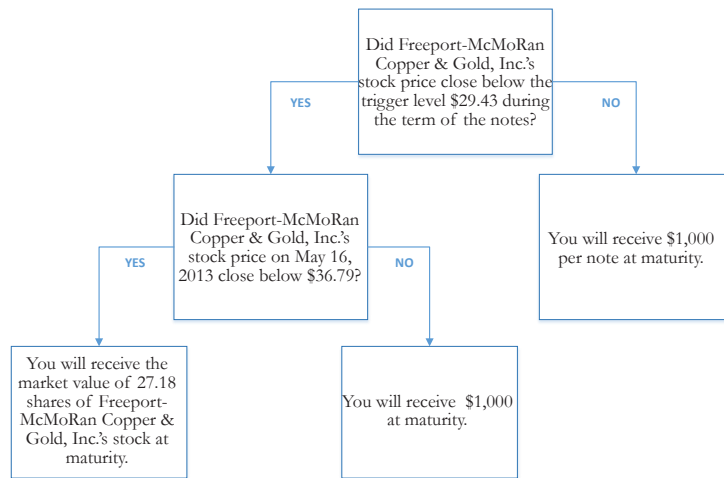 Did Freeport-McMoRan
Copper & Gold, Inc.'s
stock price close below the
trigger level $29.43 during
the term of the notes?
YES
NO
Did Freeport-McMoRan
Copper & Gold, Inc.'s
stock price on May 16,
2013 close below $36.79?
You will receive $1,000
per note at maturity.
YES
NO
You will receive the
market value of 27.18
shares of Freeport-
McMoRan Copper &
Gold, Inc.'s stock at
maturity.
You will receive $1,000
at maturity.